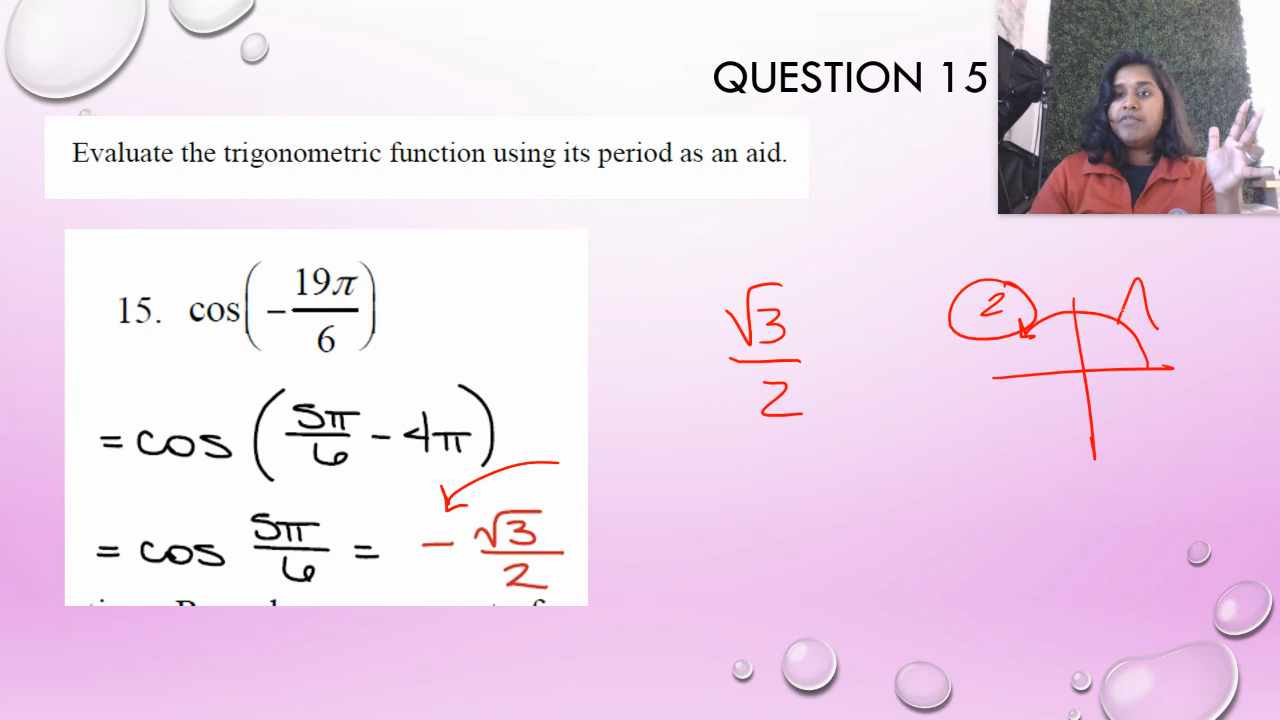 QUESTION 15
Evaluate the trigonometric function using its period as an aid.
15. cos(−19π/6)
= cos(5π/6 − 4π)
= cos 5π/6 = −√3/2
√3/2
2